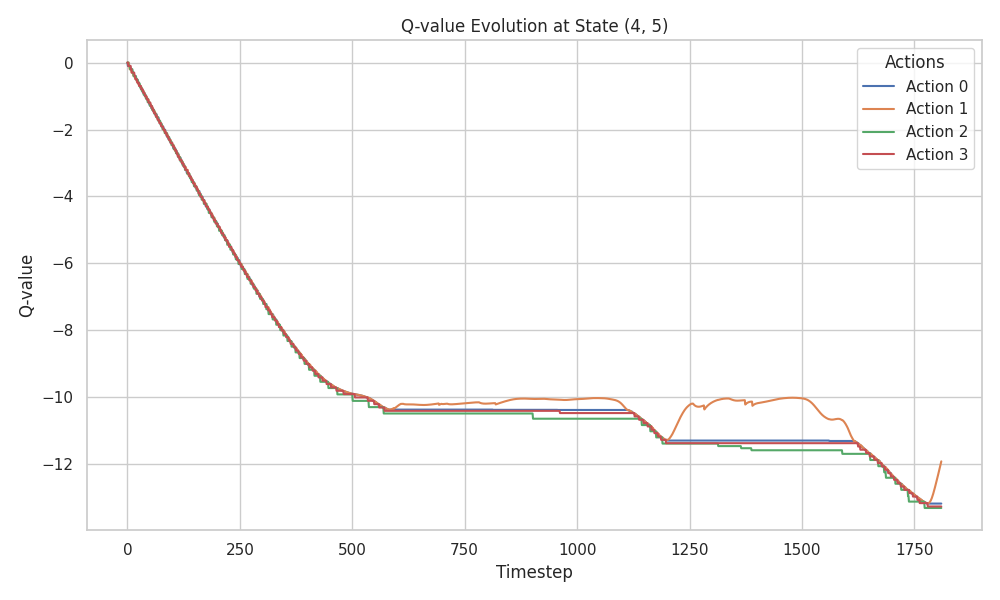 Q-value Evolution at State (4, 5)
Actions
Action 0
Action 1
Action 2
Action 3
Q-value
0
−2
−4
−6
−8
−10
−12
0 250 500 750 1000 1250 1500 1750
Timestep